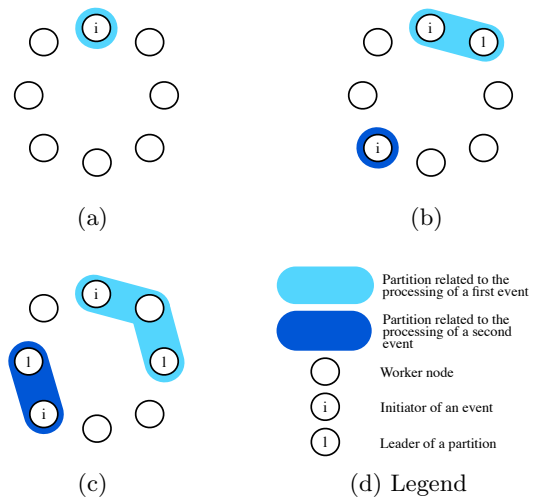 i
(a)
i
l
i
(b)
i
l
l
i
(c)
Partition related to the
processing of a first event
Partition related to the
processing of a second
event
Worker node
i
Initiator of an event
l
Leader of a partition
(d) Legend